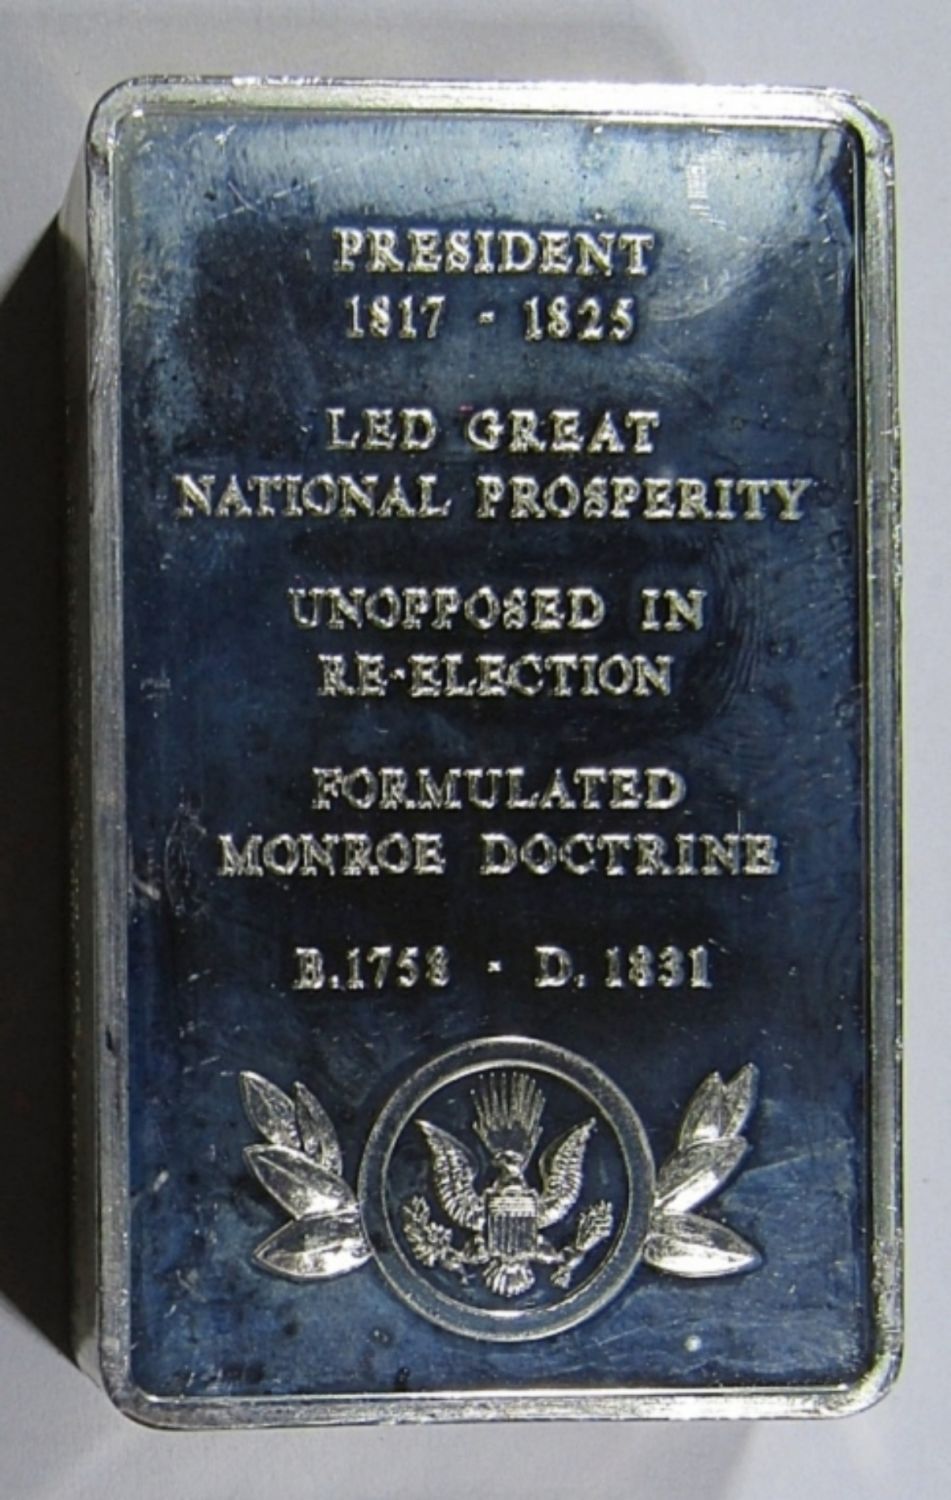 PRESIDENT
1817 - 1825
LED GREAT
NATIONAL PROSPERITY
UNOPPOSED IN
RE-ELECTION
FORMULATED
MONROE DOCTRINE
B.1758 - D. 1831